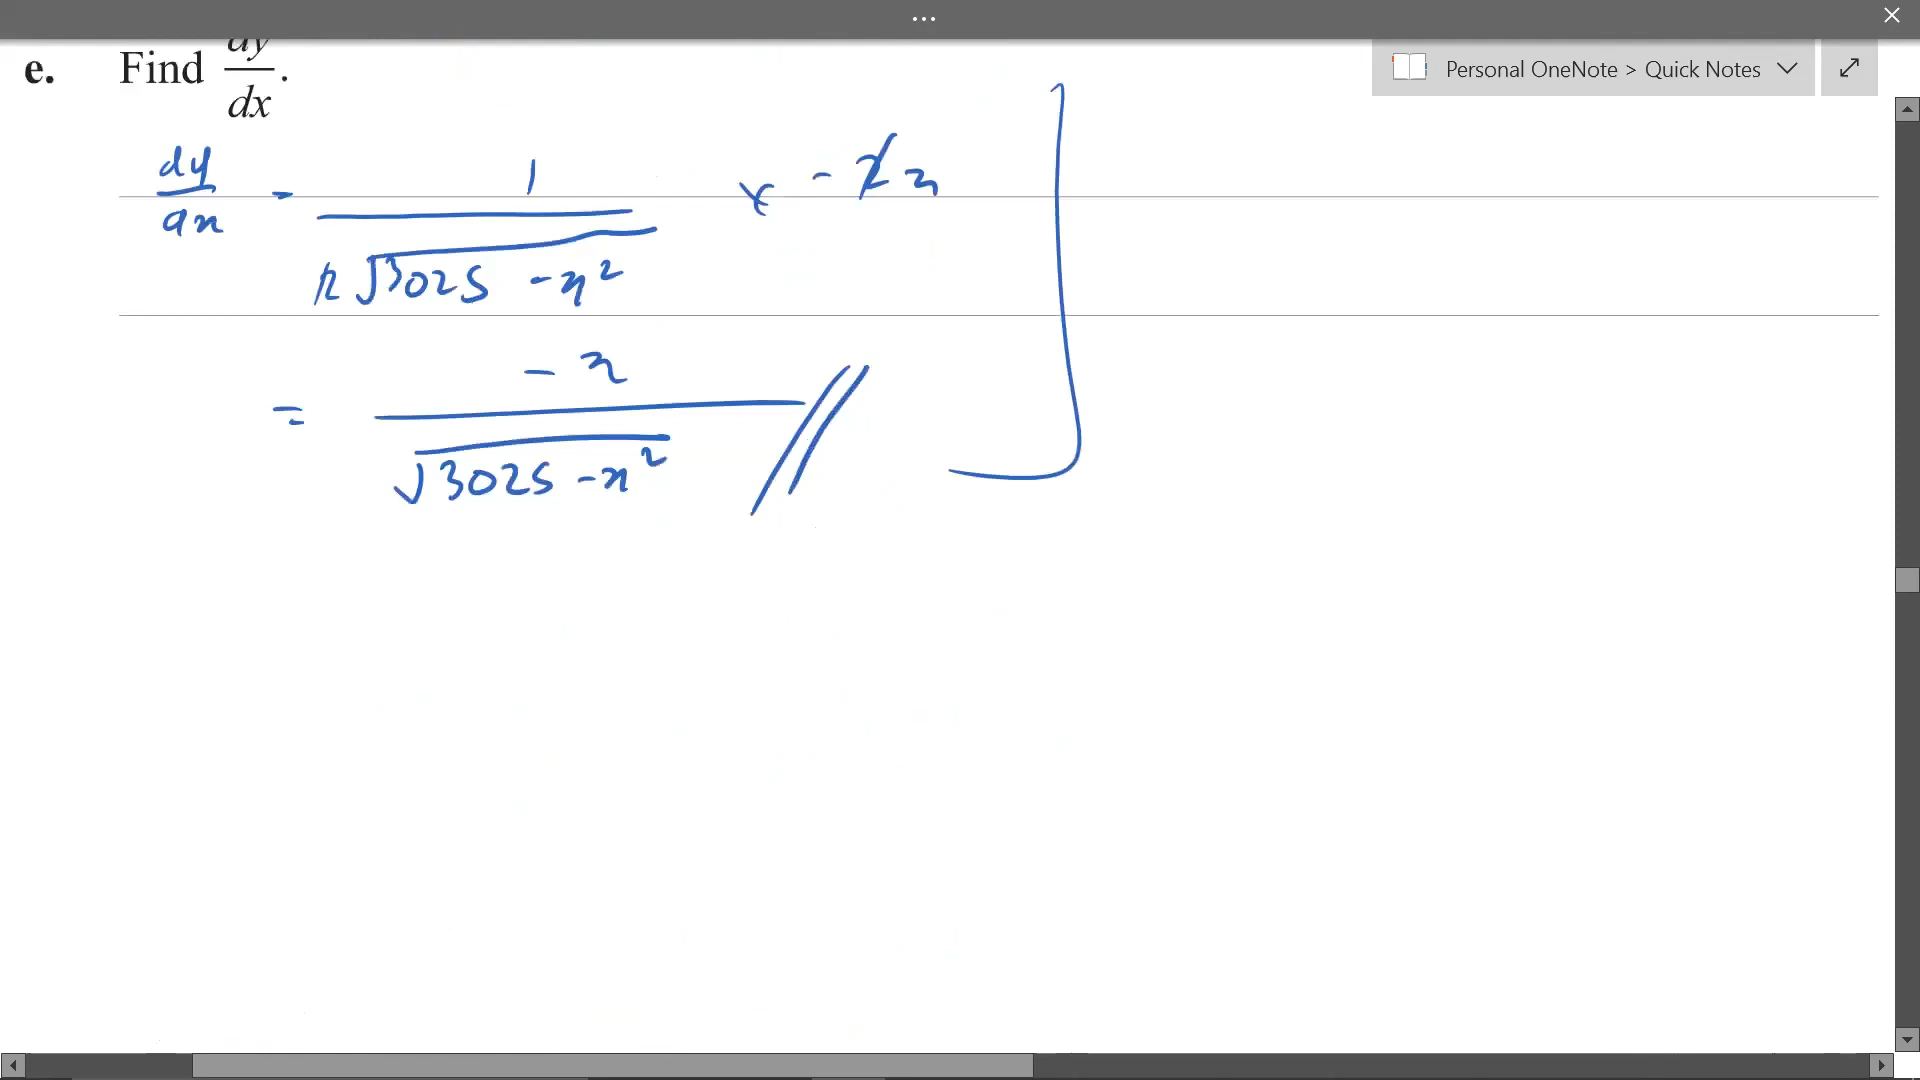 ...
Personal OneNote > Quick Notes
e. Find dy/dx.
dy/dx = 1/(2√(3025 - x²)) × - 2x
= -x/√(3025 - x²) //